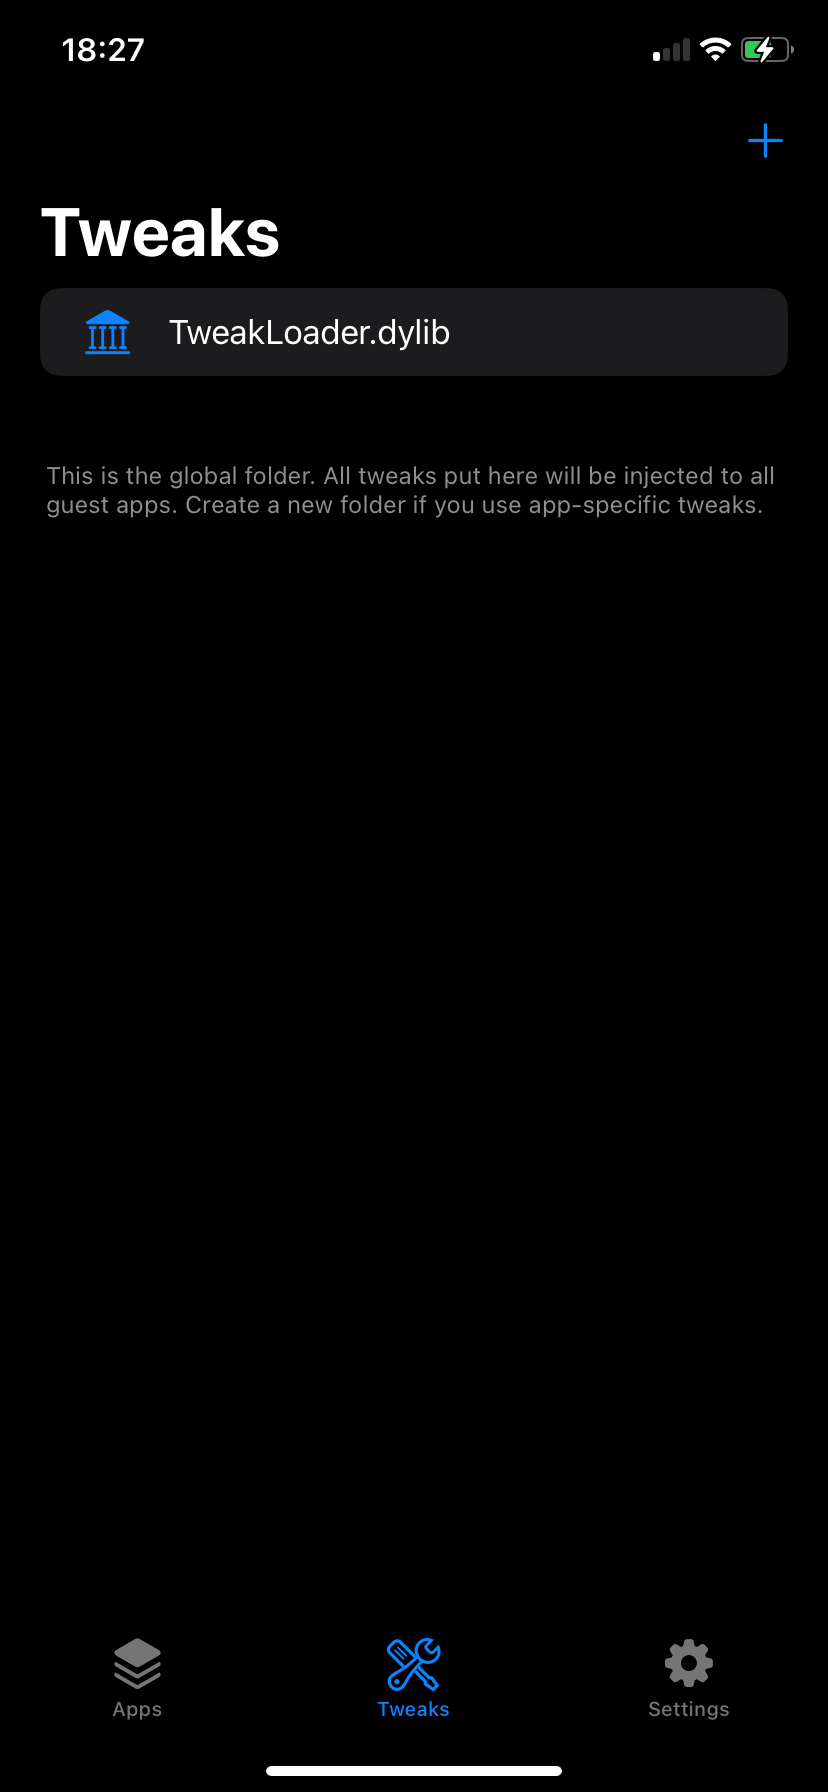 18:27
Tweaks
TweakLoader.dylib
This is the global folder. All tweaks put here will be injected to all
guest apps. Create a new folder if you use app-specific tweaks.
Apps
Tweaks
Settings